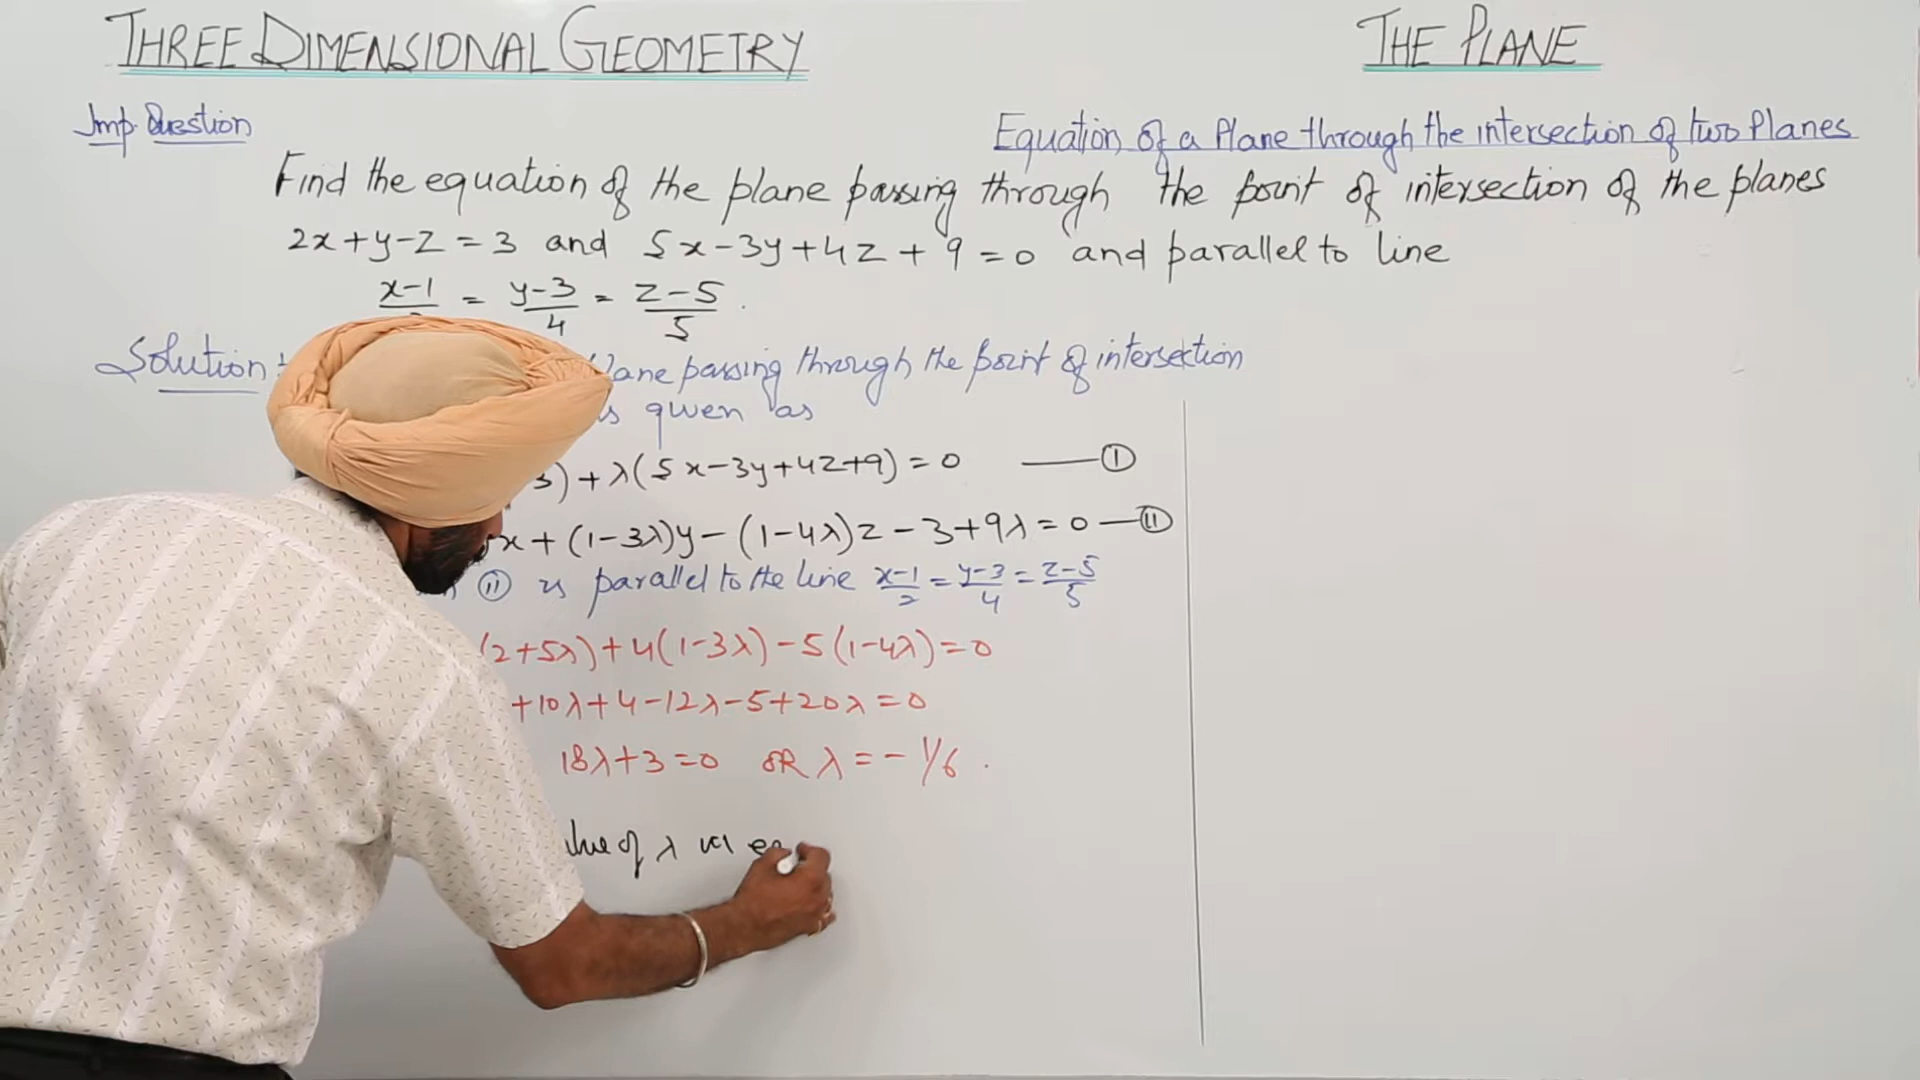 THREE DIMENSIONAL GEOMETRY
THE PLANE
Imp. Question
Equation of a Plane through the intersection of two Planes
Find the equation of the plane passing through the point of intersection of the planes
2x+y-z=3 and 5x-3y+4z+9=0 and parallel to line
x-1/ = y-3/4 = z-5/5.
Solution passing through the point of intersection
given as
3)+λ(5x-3y+4z+9)=0 —— (I)
x+(1-3λ)y-(1-4λ)z-3+9λ=0 — (II)
(II) is parallel to the line x-1/2 = y-3/4 = z-5/5
(2+5λ)+4(1-3λ)-5(1-4λ)=0
+10λ+4-12λ-5+20λ=0
18λ+3=0 OR λ=-1/6.
of λ in